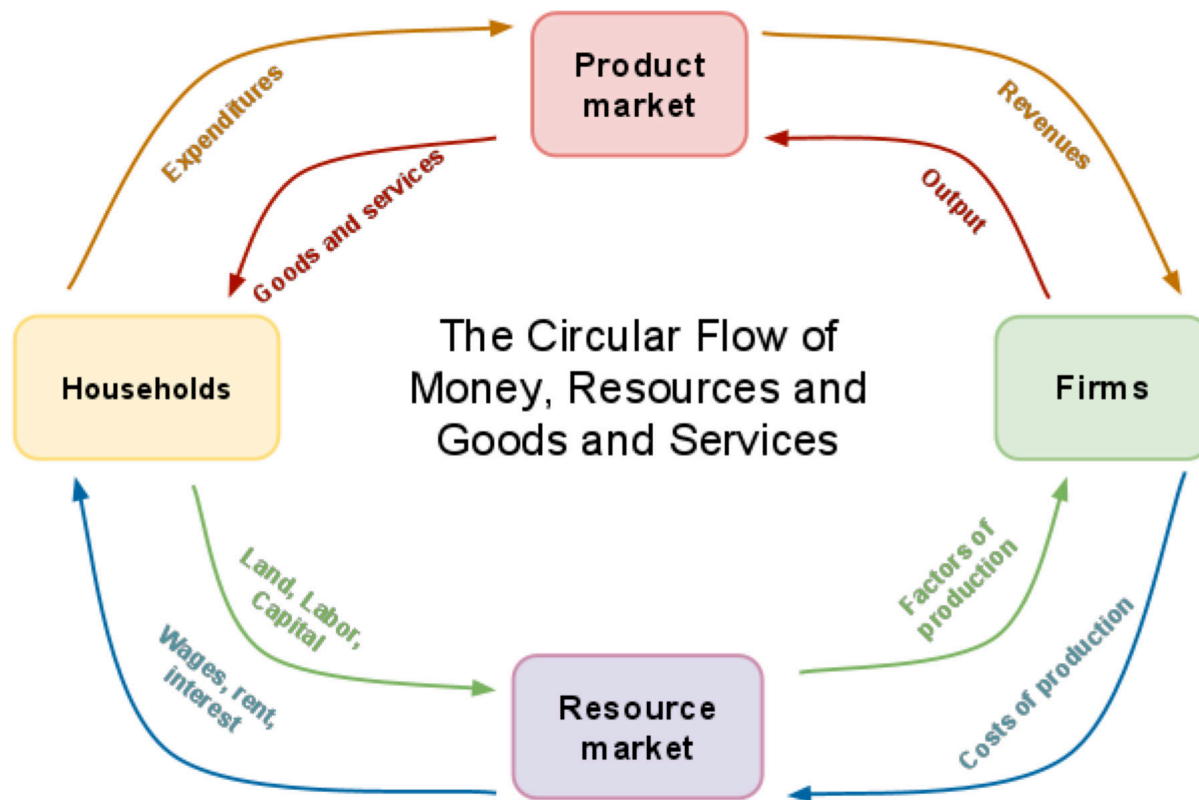 Product
market
Expenditures
Revenues
Goods and services
Output
The Circular Flow of
Money, Resources and
Goods and Services
Households
Firms
Land, Labor,
Capital
Factors of
production
Wages, rent,
interest
Costs of production
Resource
market